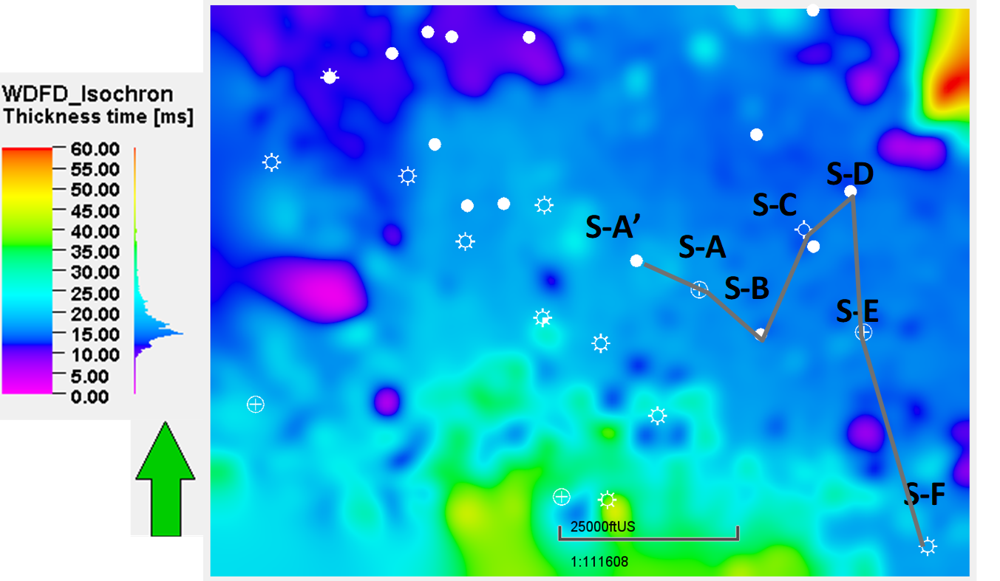 WDFD_Isochron
Thickness time [ms]
60.00
55.00
50.00
45.00
40.00
35.00
30.00
25.00
20.00
15.00
10.00
5.00
0.00
S-D
S-C
S-A’
S-A
S-B
S-E
S-F
25000ftUS
1:111608